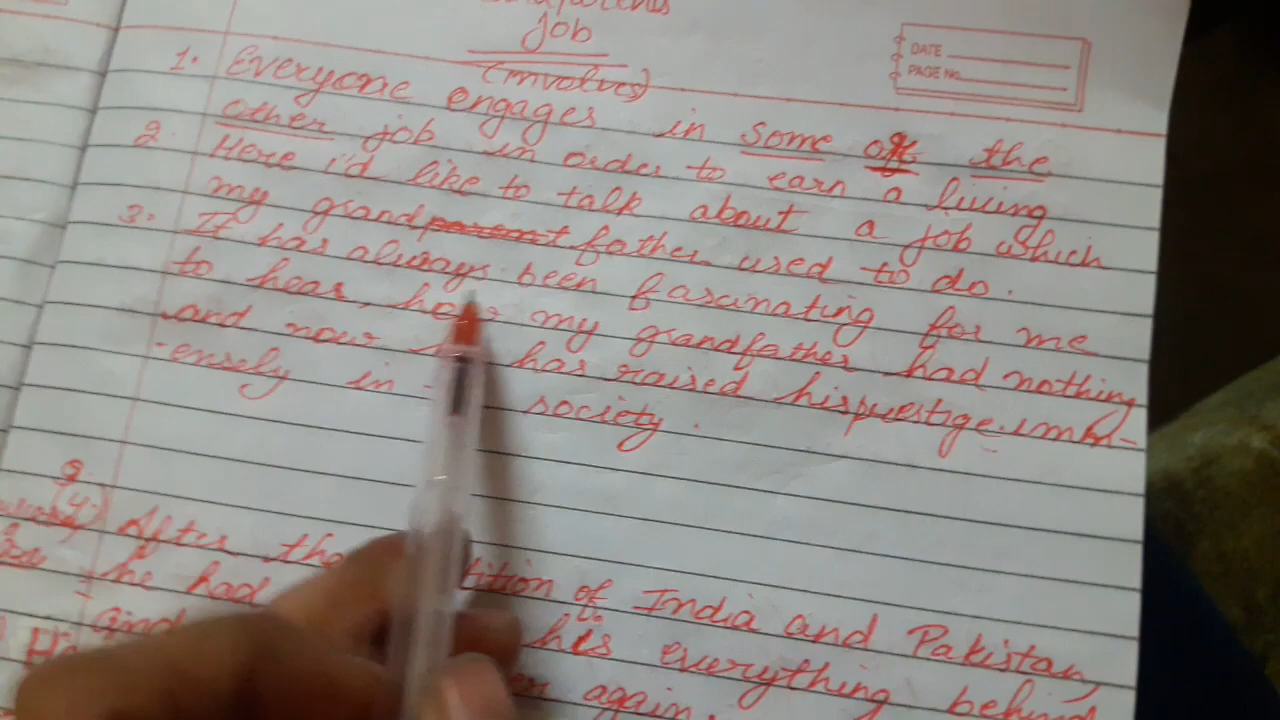 Job
DATE
PAGE No.
(involves)
1. Everyone engages in some or the
other job in order to earn a living
2. Here i'd like to talk about a job which
my grandparent father used to do.
3. It has always been fascinating for me
to hear, how my grandfather had nothing
and now he has raised his prestige imm-
-ensely in society.
(4.) After the of India and Pakistan,
he had his everything behind
again.